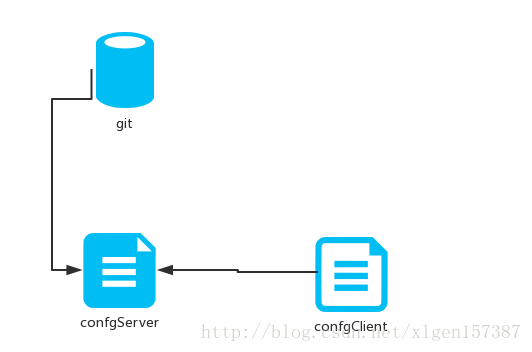 git
confgServer
confgClient
http://blog.csdn.net/xlgen157387